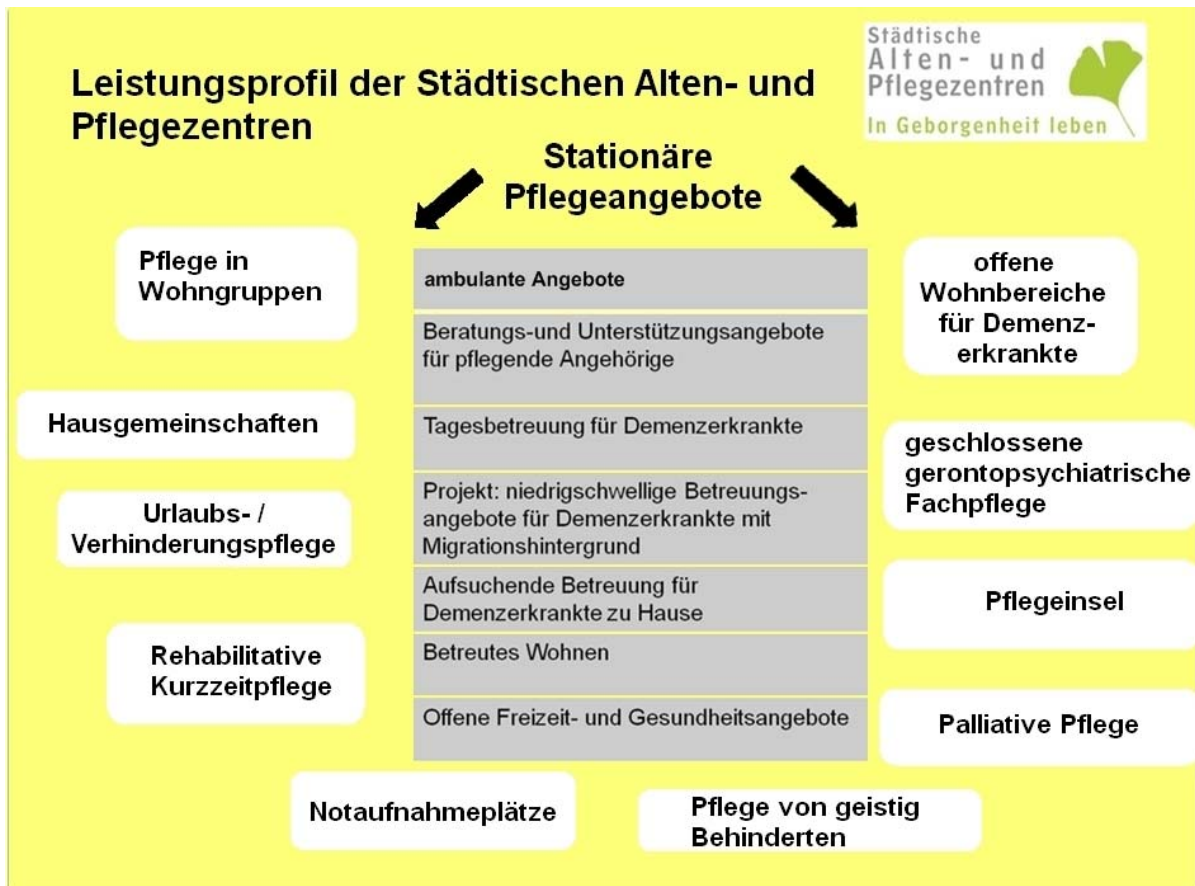 Städtische
Alten- und
Pflegezentren
In Geborgenheit leben
Leistungsprofil der Städtischen Alten- und
Pflegezentren
Stationäre
Pflegeangebote
Pflege in
Wohngruppen
Hausgemeinschaften
Urlaubs- /
Verhinderungspflege
Rehabilitative
Kurzzeitpflege
ambulante Angebote
Beratungs-und Unterstützungsangebote
für pflegende Angehörige
Tagesbetreuung für Demenzerkrankte
Projekt: niedrigschwellige Betreuungs-
angebote für Demenzerkrankte mit
Migrationshintergrund
Aufsuchende Betreuung für
Demenzerkrankte zu Hause
Betreutes Wohnen
Offene Freizeit- und Gesundheitsangebote
offene
Wohnbereiche
für Demenz-
erkrankte
geschlossene
gerontopsychiatrische
Fachpflege
Pflegeinsel
Palliative Pflege
Notaufnahmeplätze
Pflege von geistig
Behinderten